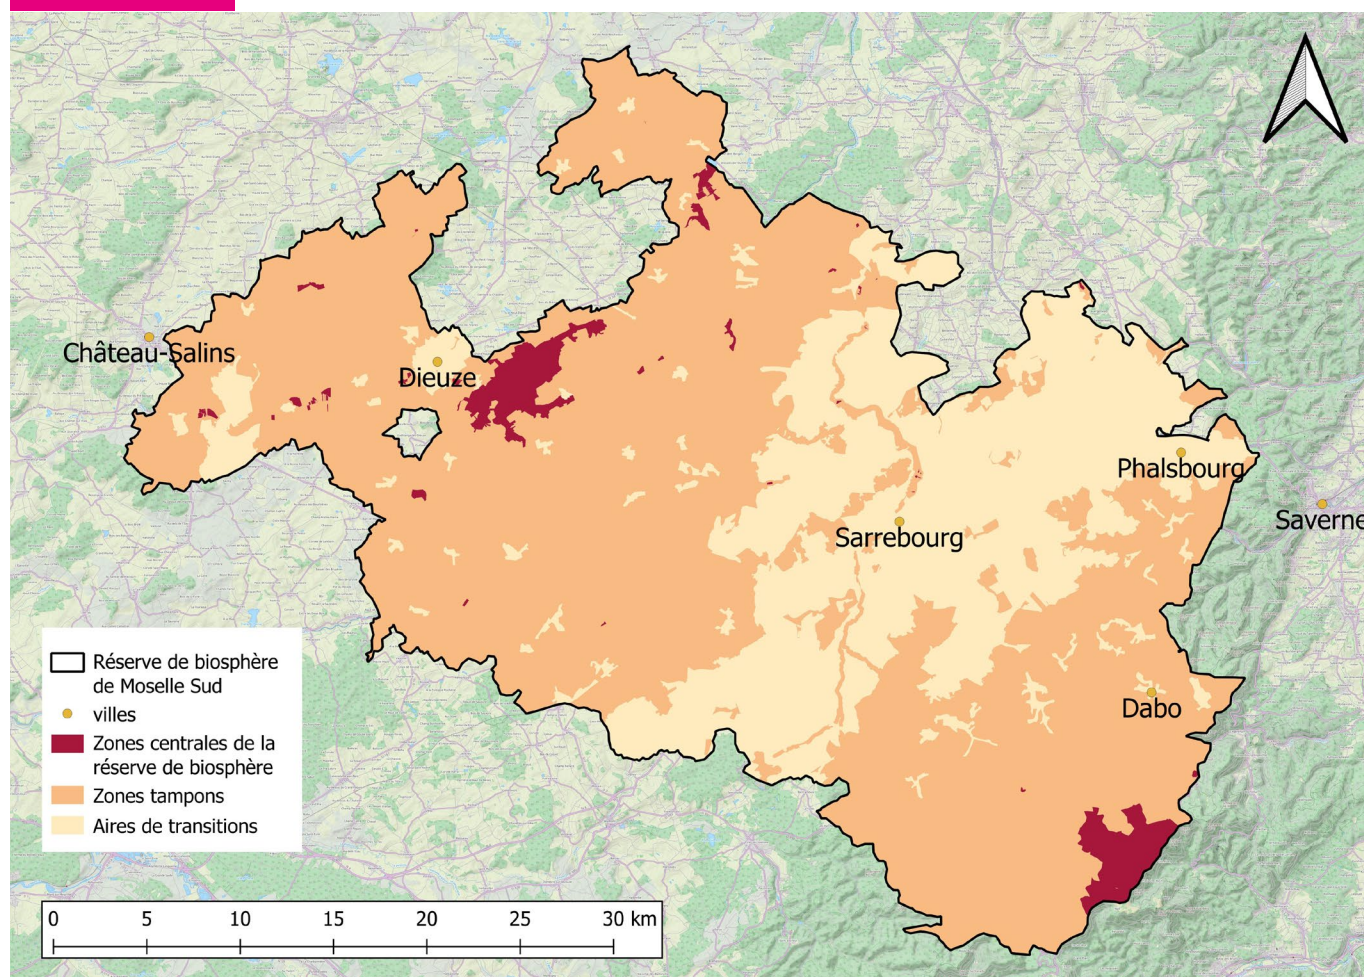 Château-Salins
Dieuze
Phalsbourg
Saverne
Sarrebourg
Dabo
Réserve de biosphère
de Moselle Sud
villes
Zones centrales de la
réserve de biosphère
Zones tampons
Aires de transitions
0 5 10 15 20 25 30 km